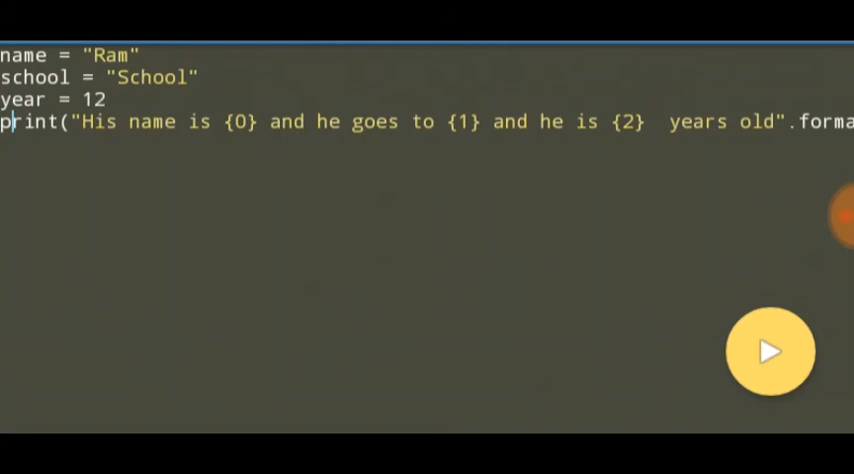 name = "Ram"
school = "School"
year = 12
print("His name is {0} and he goes to {1} and he is {2}  years old".forma